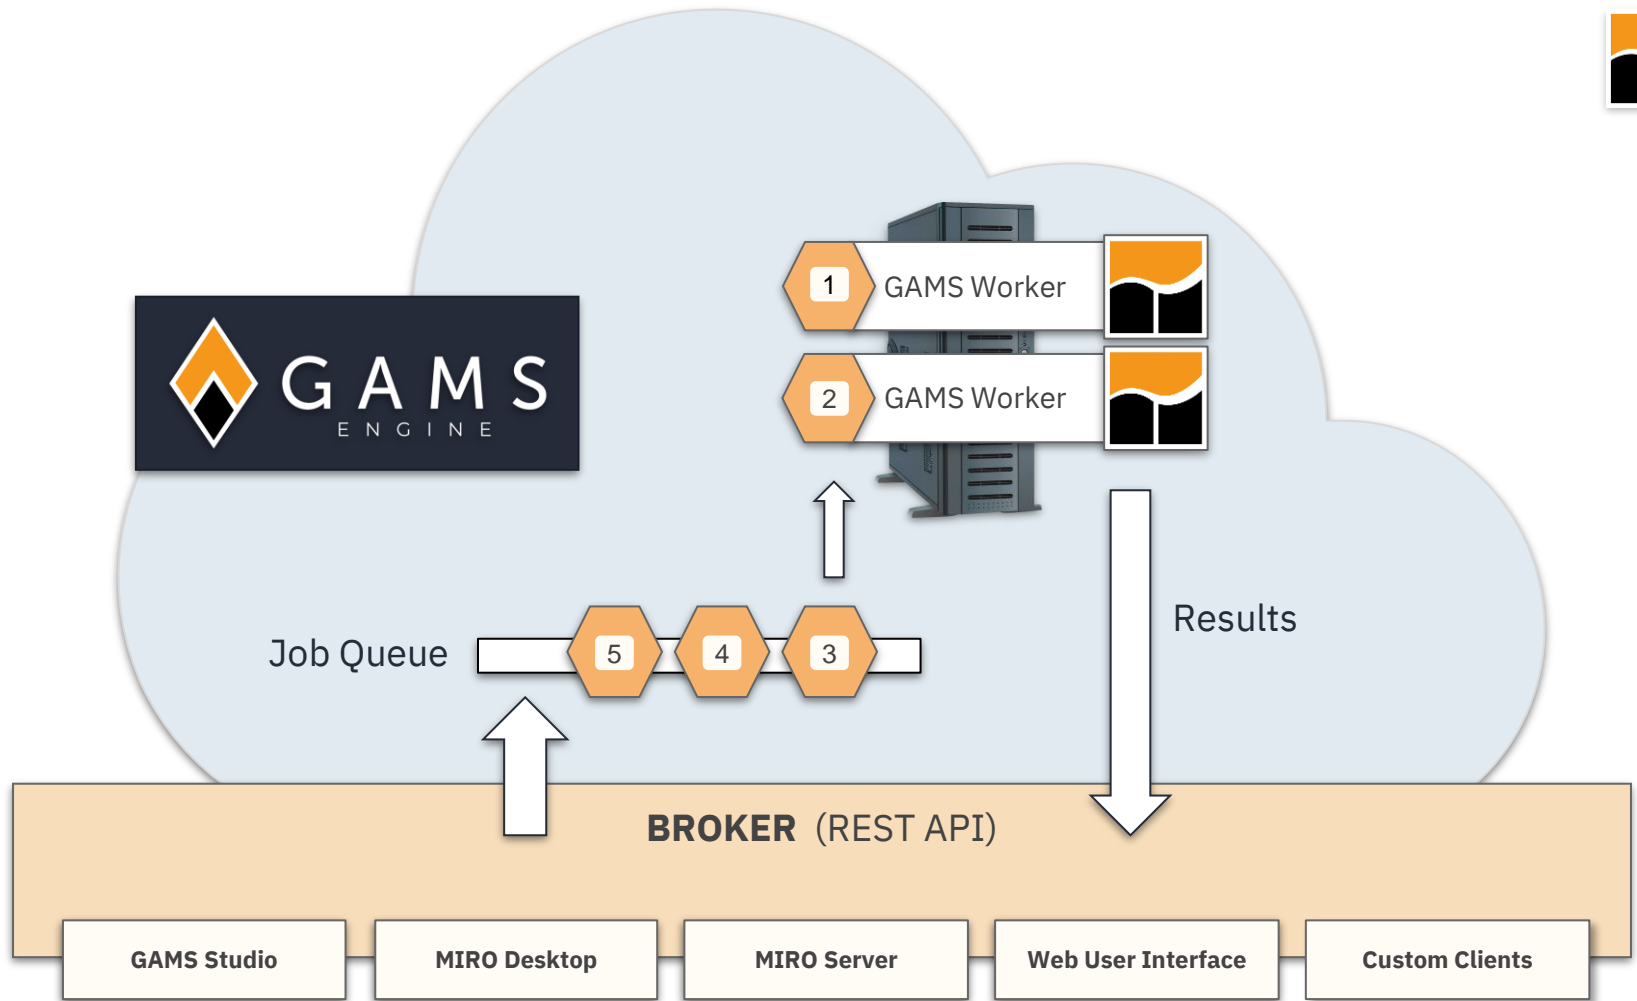 1 GAMS Worker
GAMS
ENGINE
2 GAMS Worker
Results
Job Queue 5 4 3
BROKER (REST API)
GAMS Studio
MIRO Desktop
MIRO Server
Web User Interface
Custom Clients